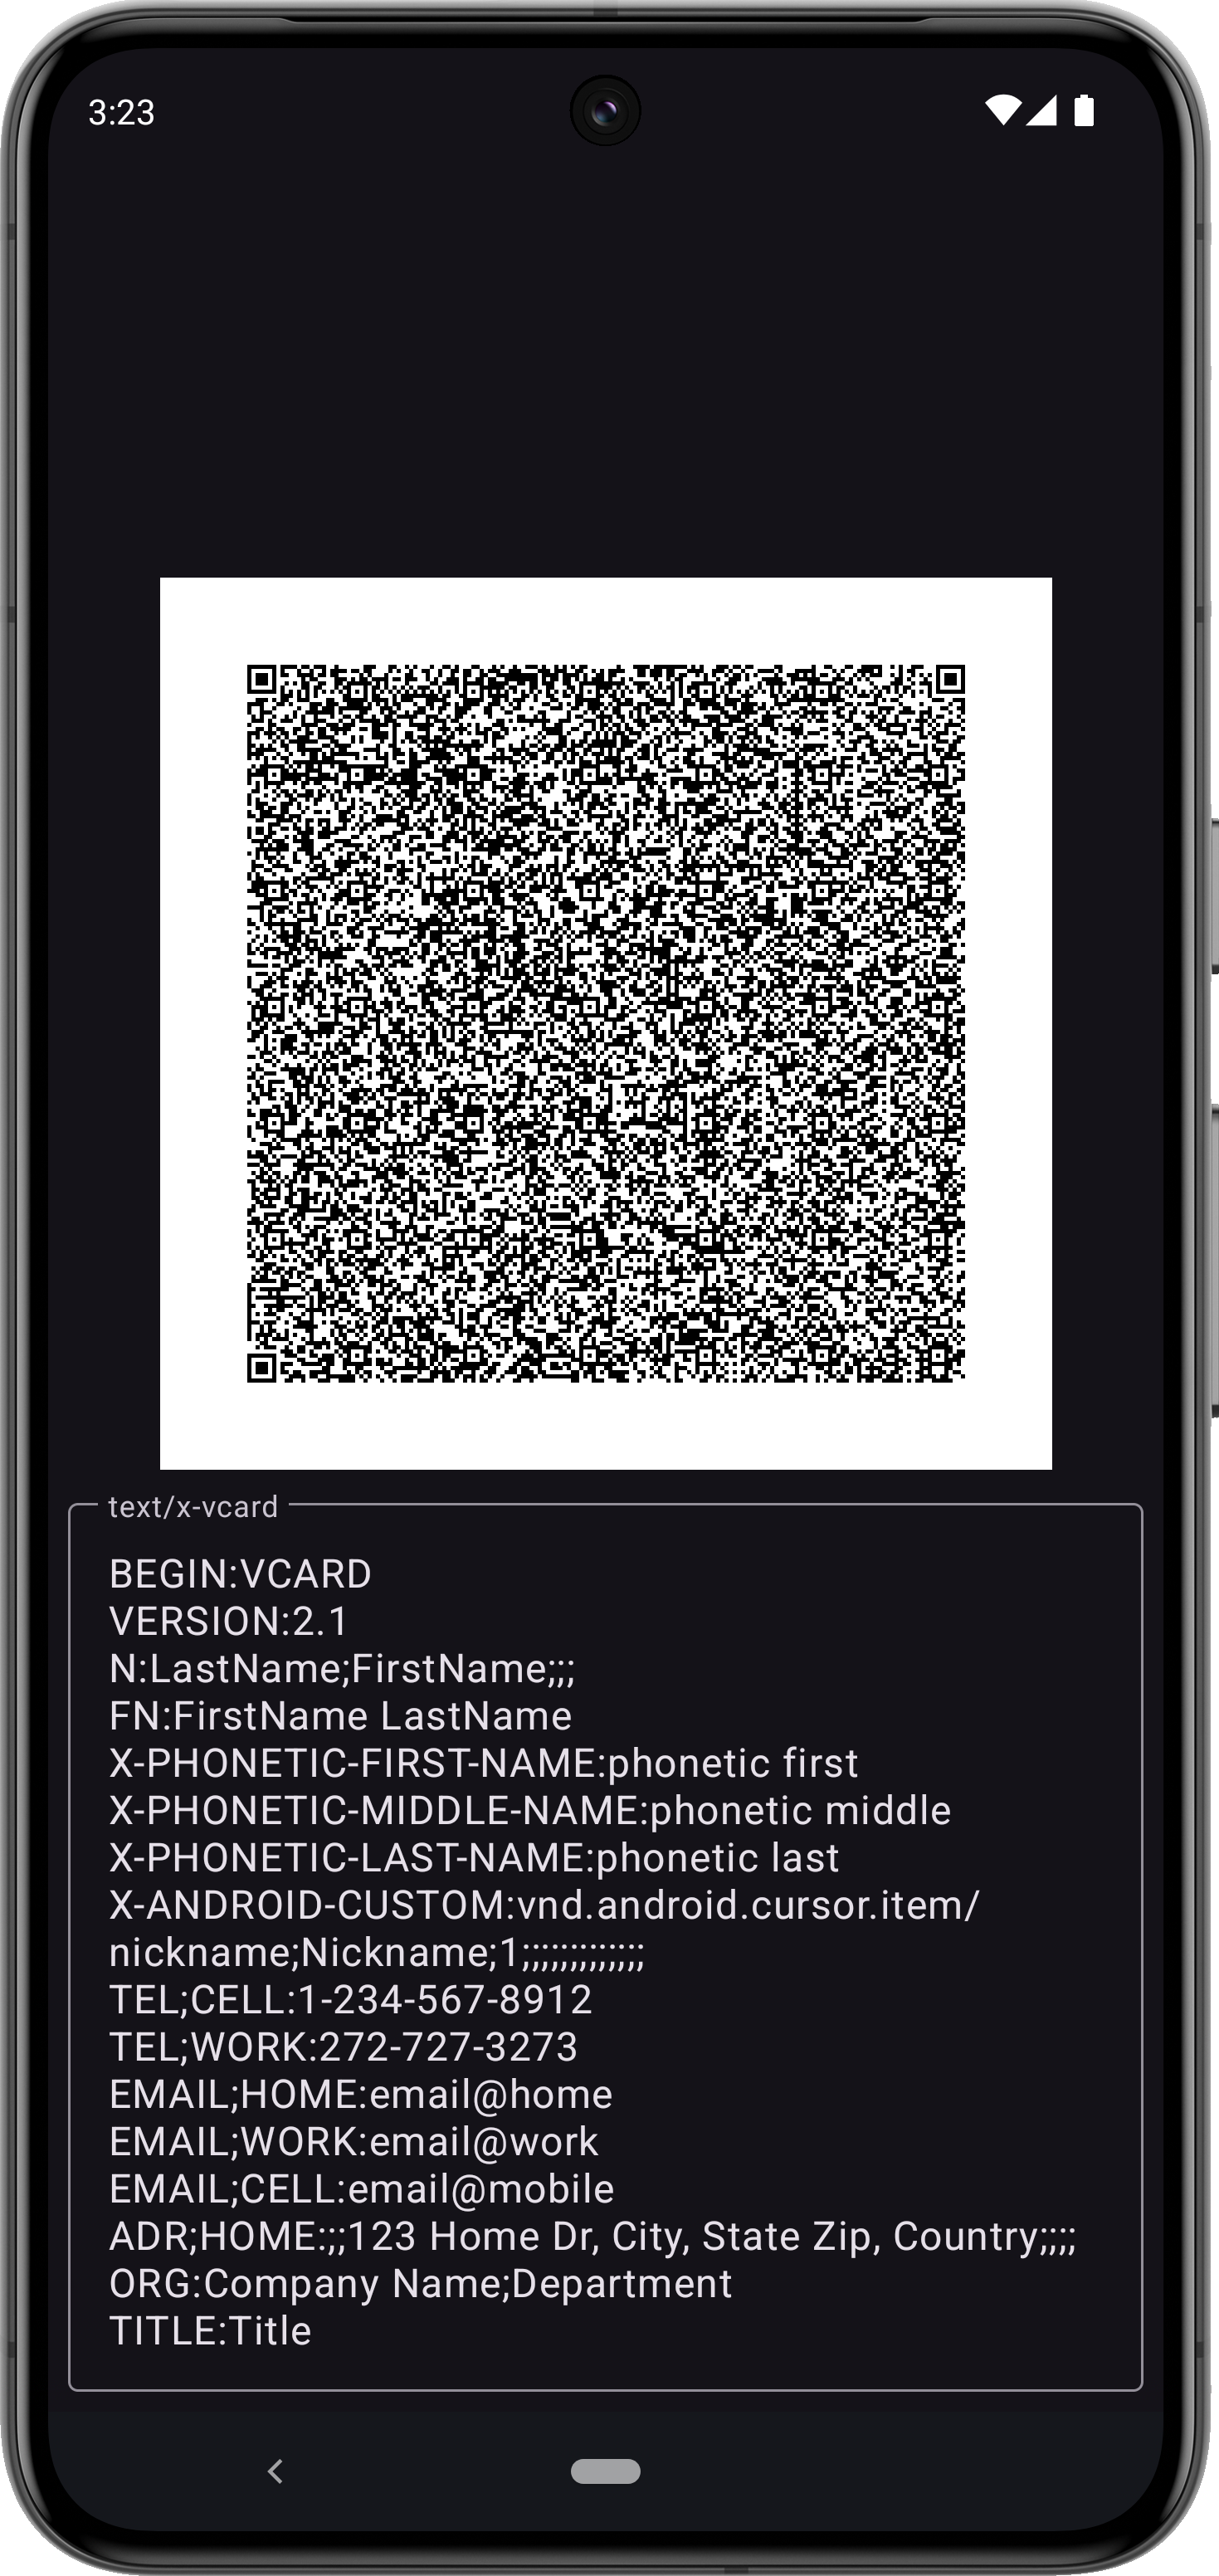 3:23
text/x-vcard
BEGIN:VCARD
VERSION:2.1
N:LastName;FirstName;;;
FN:FirstName LastName
X-PHONETIC-FIRST-NAME:phonetic first
X-PHONETIC-MIDDLE-NAME:phonetic middle
X-PHONETIC-LAST-NAME:phonetic last
X-ANDROID-CUSTOM:vnd.android.cursor.item/
nickname;Nickname;1;;;;;;;;;;;;;
TEL;CELL:1-234-567-8912
TEL;WORK:272-727-3273
EMAIL;HOME:email@home
EMAIL;WORK:email@work
EMAIL;CELL:email@mobile
ADR;HOME:;;123 Home Dr, City, State Zip, Country;;;;
ORG:Company Name;Department
TITLE:Title